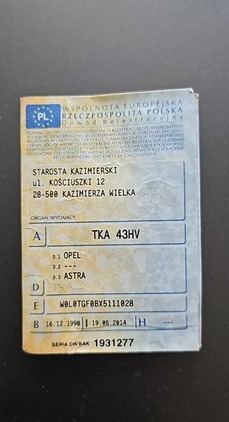 PL
WSPÓLNOTA EUROPEJSKA
RZECZPOSPOLITA POLSKA
Dowód Rejestracyjny
STAROSTA KAZIMIERSKI
ul. KOŚCIUSZKI 12
28-500 KAZIMIERZA WIELKA
ORGAN WYDAJĄCY
A TKA 43HV
D.1 OPEL
D.2 ---
D.3 ASTRA
D
E W0L0TGF0BX5111028
B 16.12.1998 I 19.05.2014 H ---
SERIA DW/BAK 1931277